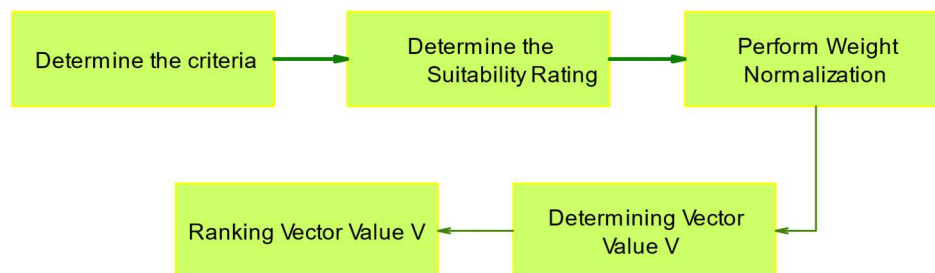 Determine the criteria
Determine the
Suitability Rating
Perform Weight
Normalization
Determining Vector
Value V
Ranking Vector Value V